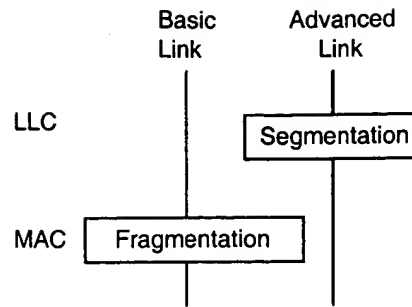 Basic Link
Advanced Link
LLC
Segmentation
MAC
Fragmentation